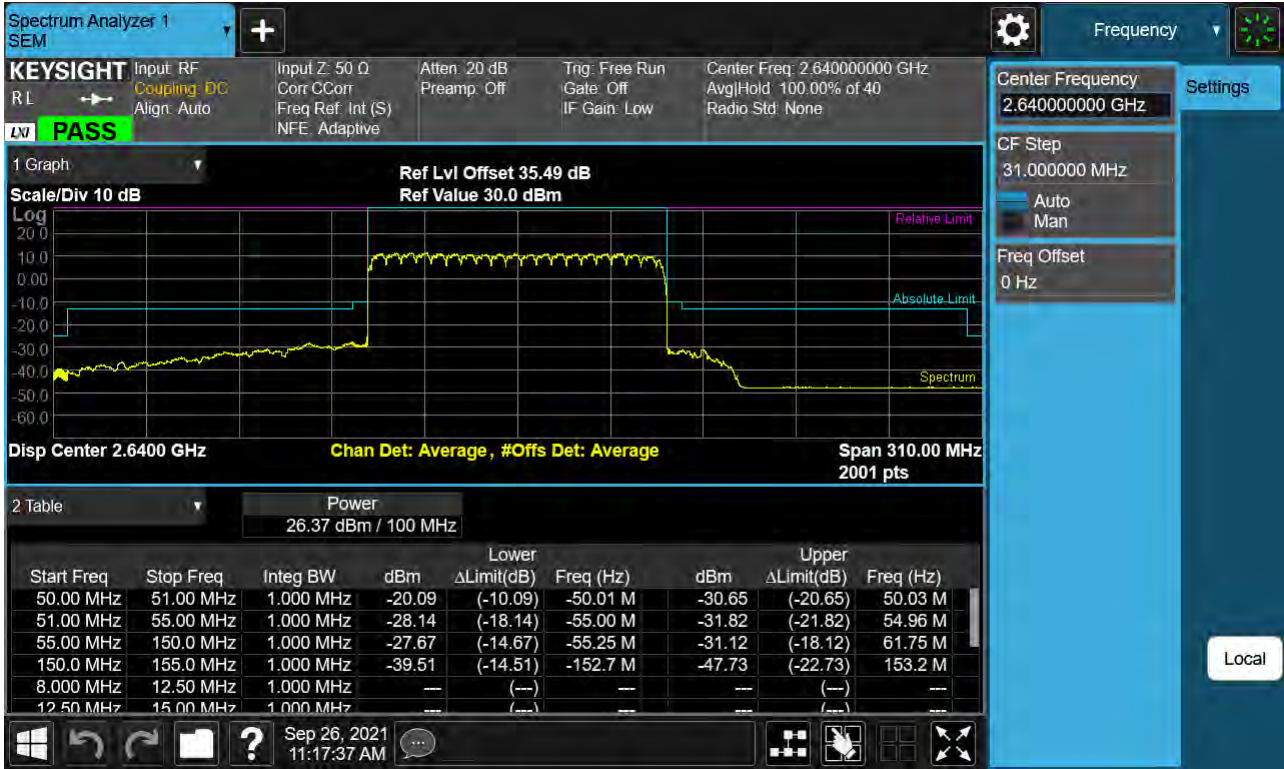 Spectrum Analyzer 1
SEM
Frequency
KEYSIGHT
R L
LXI
PASS
Input: RF
Coupling: DC
Align: Auto
Input Z: 50 Ω
Corr CCorr
Freq Ref: Int (S)
NFE: Adaptive
Atten: 20 dB
Preamp: Off
Trig: Free Run
Gate: Off
IF Gain: Low
Center Freq: 2.640000000 GHz
Avg|Hold: 100.00% of 40
Radio Std: None
Center Frequency
2.640000000 GHz
Settings
CF Step
31.000000 MHz
Auto
Man
Freq Offset
0 Hz
Local
1 Graph
Scale/Div 10 dB
Ref Lvl Offset 35.49 dB
Ref Value 30.0 dBm
Log
20.0
10.0
0.00
-10.0
-20.0
-30.0
-40.0
-50.0
-60.0
Relative Limit
Absolute Limit
Spectrum
Disp Center 2.6400 GHz
Chan Det: Average, #Offs Det: Average
Span 310.00 MHz
2001 pts
2 Table
Power
26.37 dBm / 100 MHz
Lower Upper
Start Freq Stop Freq Integ BW dBm ∆Limit(dB) Freq (Hz) dBm ∆Limit(dB) Freq (Hz)
50.00 MHz 51.00 MHz 1.000 MHz -20.09 (-10.09) -50.01 M -30.65 (-20.65) 50.03 M
51.00 MHz 55.00 MHz 1.000 MHz -28.14 (-18.14) -55.00 M -31.82 (-21.82) 54.96 M
55.00 MHz 150.0 MHz 1.000 MHz -27.67 (-14.67) -55.25 M -31.12 (-18.12) 61.75 M
150.0 MHz 155.0 MHz 1.000 MHz -39.51 (-14.51) -152.7 M -47.73 (-22.73) 153.2 M
8.000 MHz 12.50 MHz 1.000 MHz --- (---) --- --- (---) ---
12.50 MHz 15.00 MHz 1.000 MHz --- (---) --- --- (---) ---
Sep 26, 2021
11:17:37 AM